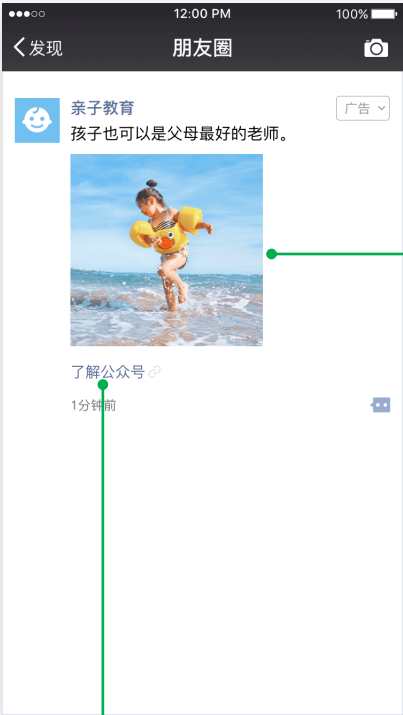 12:00 PM
100%
发现
朋友圈
亲子教育
广告
孩子也可以是父母最好的老师。
了解公众号
1分钟前